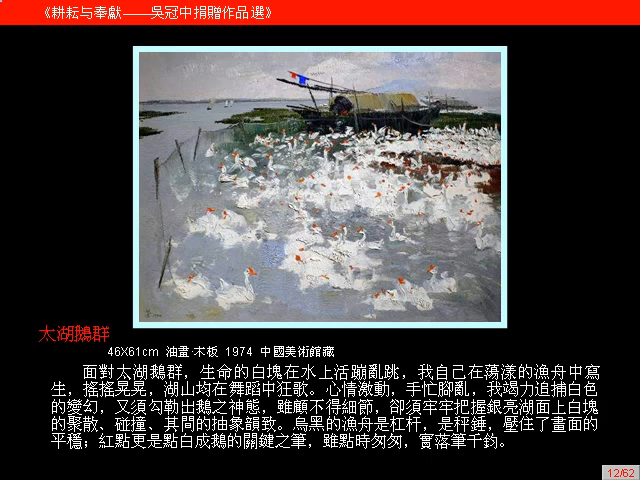 《耕耘与奉獻——吳冠中捐贈作品選》
太湖鵝群
46X61cm 油畫·木板 1974 中國美術館藏
面對太湖鵝群，生命的白塊在水上活蹦亂跳，我自己在蕩漾的漁舟中寫
生，搖搖晃晃，湖山均在舞蹈中狂歌。心情激動，手忙腳亂，我竭力追捕白色
的變幻，又須勾勒出鵝之神態，雖顧不得細節，卻須牢牢把握銀亮湖面上白塊
的聚散、碰撞、其間的抽象韻致。烏黑的漁舟是杠杆，是秤錘，壓住了畫面的
平穩；紅點更是點白成鵝的關鍵之筆，雖點時匆匆，實落筆千鈞。
12/62